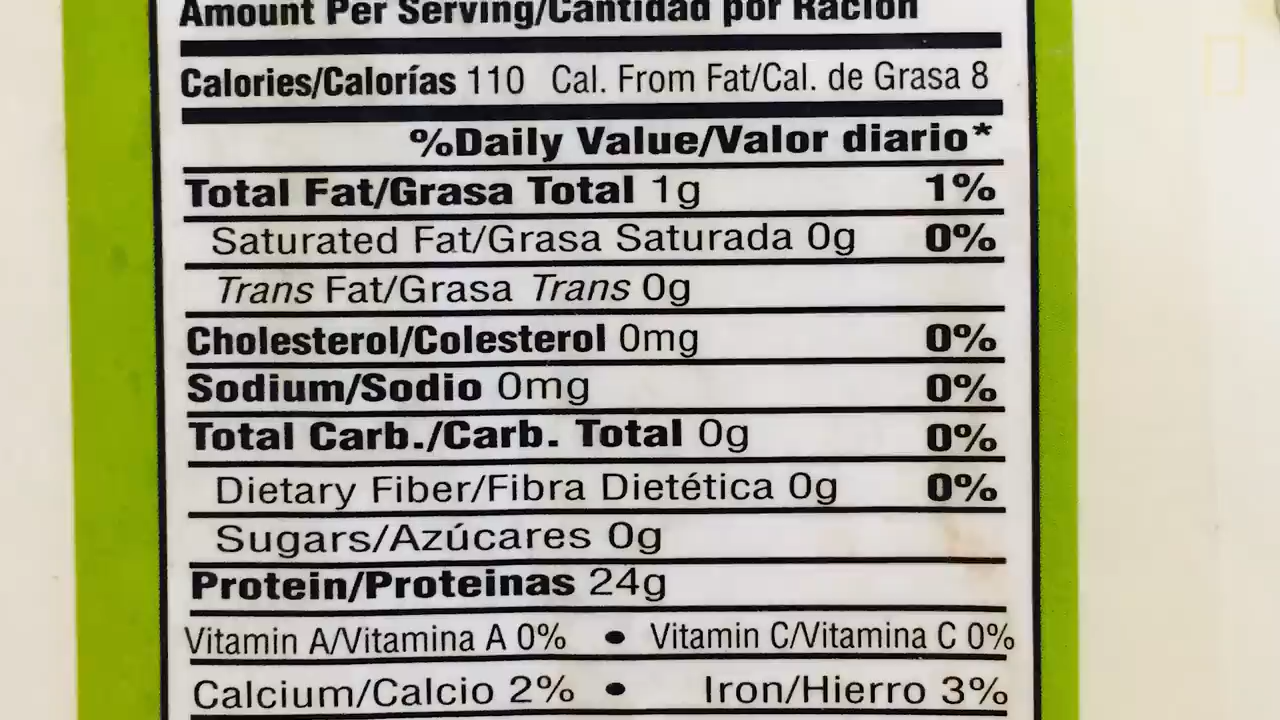 Amount Per Serving/Cantidad por Ración
Calories/Calorías 110 Cal. From Fat/Cal. de Grasa 8
%Daily Value/Valor diario*
Total Fat/Grasa Total 1g 1%
Saturated Fat/Grasa Saturada 0g 0%
Trans Fat/Grasa Trans 0g
Cholesterol/Colesterol 0mg 0%
Sodium/Sodio 0mg 0%
Total Carb./Carb. Total 0g 0%
Dietary Fiber/Fibra Dietética 0g 0%
Sugars/Azúcares 0g
Protein/Proteinas 24g
Vitamin A/Vitamina A 0% • Vitamin C/Vitamina C 0%
Calcium/Calcio 2% • Iron/Hierro 3%